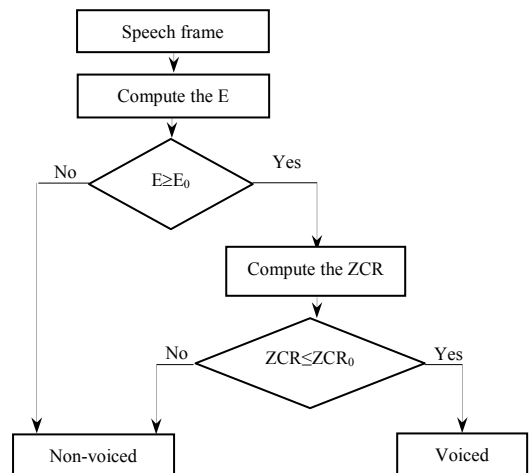 Speech frame
Compute the E
No
Yes
E≥E₀
Compute the ZCR
No
ZCR≤ZCR₀
Yes
Non-voiced
Voiced